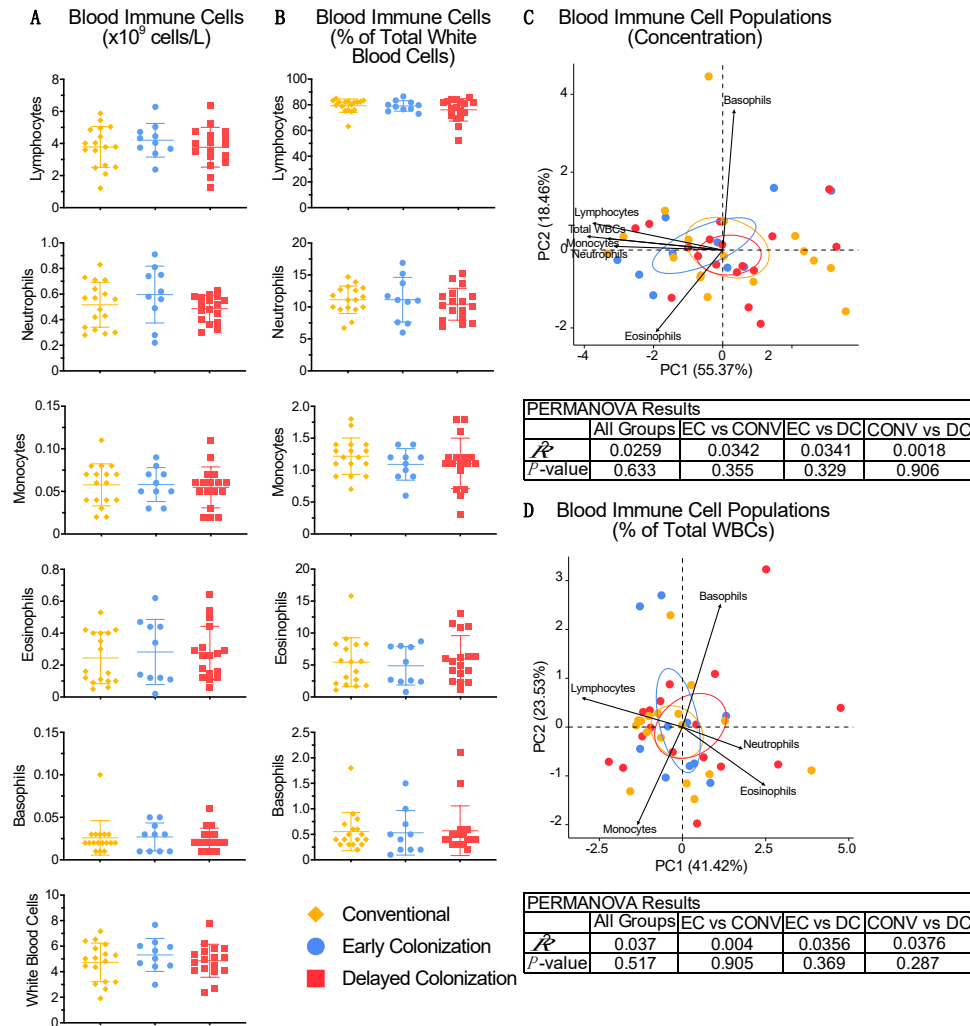 A Blood Immune Cells
(x10⁹ cells/L)
Lymphocytes
8
6
4
2
0
Neutrophils
1.0
0.8
0.6
0.4
0.2
0.0
Monocytes
0.15
0.10
0.05
0.00
Eosinophils
0.8
0.6
0.4
0.2
0.0
Basophils
0.15
0.10
0.05
0.00
White Blood Cells
10
9
8
7
6
5
4
3
2
1
0
B Blood Immune Cells
(% of Total White
Blood Cells)
Lymphocytes
100
80
60
40
20
0
Neutrophils
20
15
10
5
0
Monocytes
2.0
1.5
1.0
0.5
0.0
Eosinophils
20
15
10
5
0
Basophils
2.5
2.0
1.5
1.0
0.5
0
Conventional
Early Colonization
Delayed Colonization
C Blood Immune Cell Populations
(Concentration)
PC2 (18.46%)
4
2
0
-2
Basophils
Lymphocytes
Total WBCs
Monocytes
Neutrophils
Eosinophils
-4 -2 0 2
PC1 (55.37%)
PERMANOVA Results
All Groups EC vs CONV EC vs DC CONV vs DC
R² 0.0259 0.0342 0.0341 0.0018
P-value 0.633 0.355 0.329 0.906
D Blood Immune Cell Populations
(% of Total WBCs)
PC2 (23.53%)
3
2
1
0
-1
-2
Basophils
Lymphocytes
Neutrophils
Eosinophils
Monocytes
-2.5 0 2.5 5.0
PC1 (41.42%)
PERMANOVA Results
All Groups EC vs CONV EC vs DC CONV vs DC
R² 0.037 0.004 0.0356 0.0376
P-value 0.517 0.905 0.369 0.287